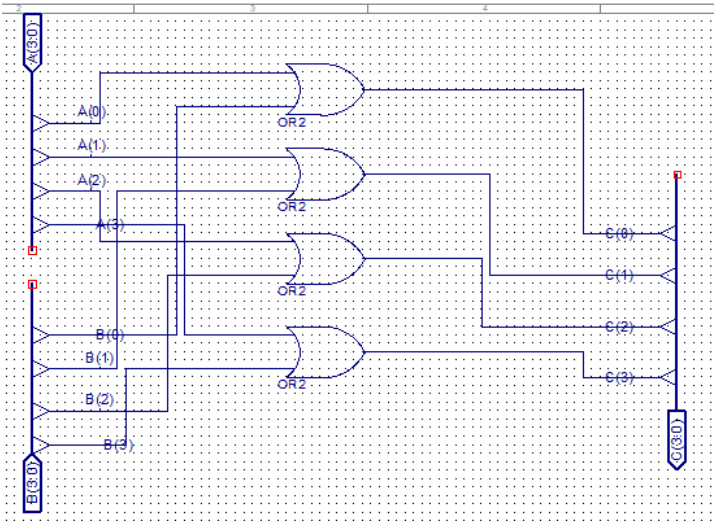 2
3
4
A(3:0)
A(0)
A(1)
A(2)
A(3)
B(0)
B(1)
B(2)
B(3)
B(3:0)
OR2
OR2
OR2
OR2
C(0)
C(1)
C(2)
C(3)
C(3:0)